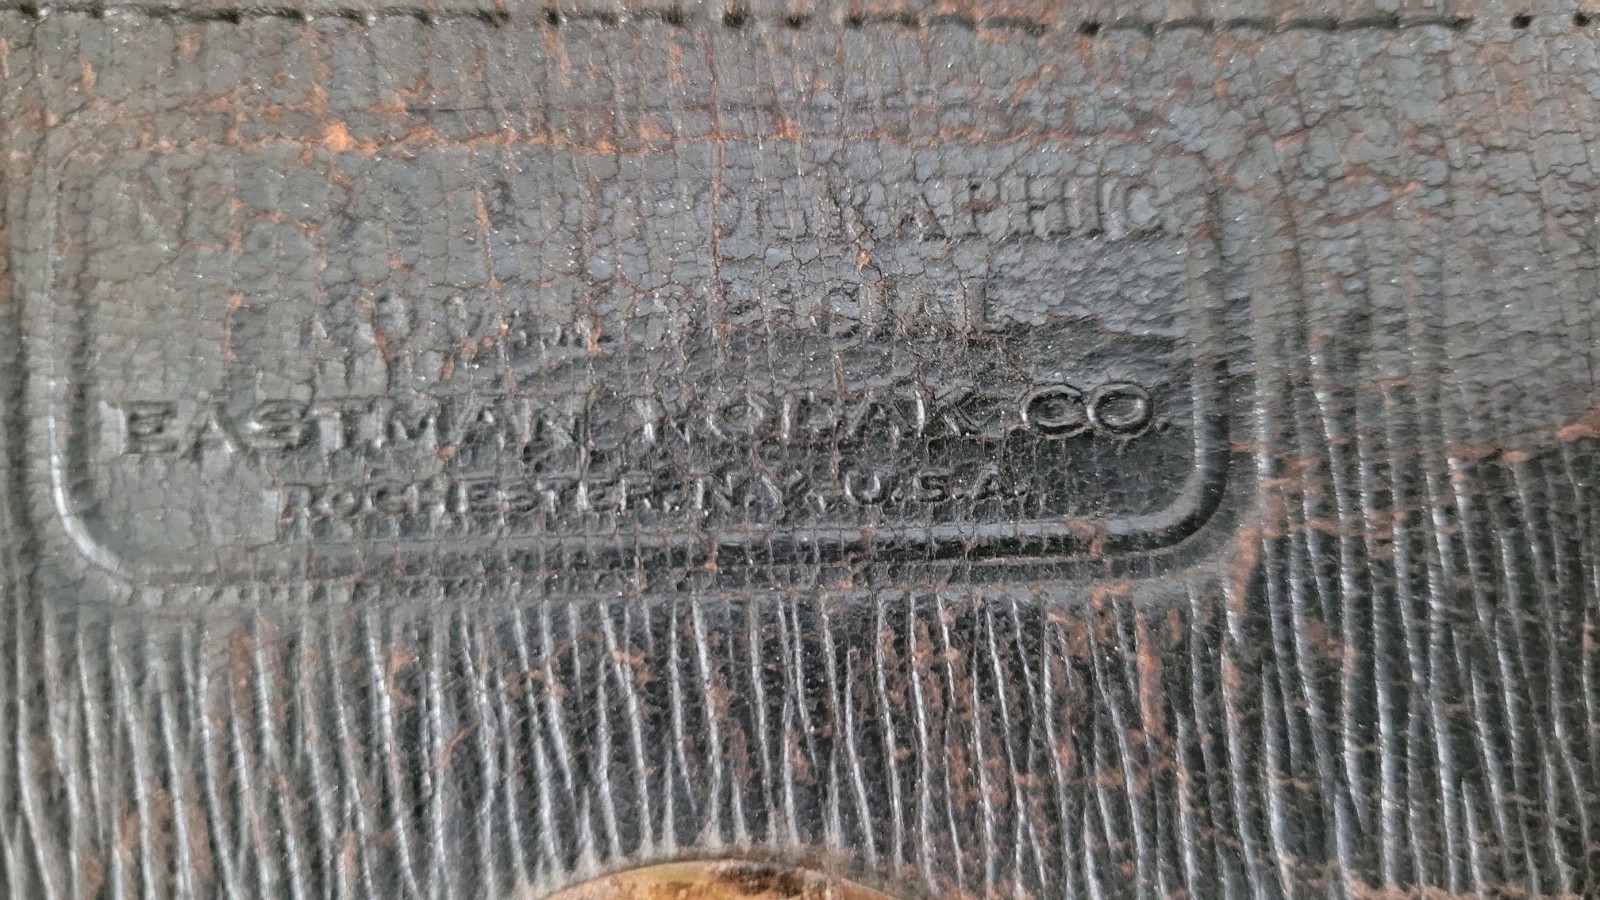 AUTOGRAPHIC
SPECIAL
EASTMAN KODAK CO.
ROCHESTER, N.Y., U.S.A.